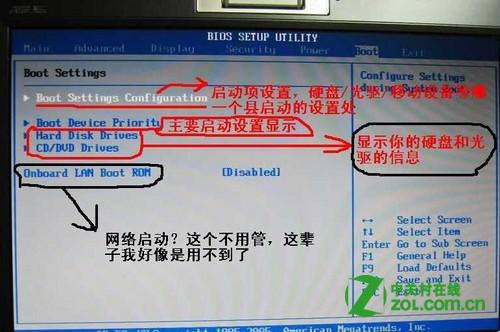 BIOS SETUP UTILITY
Main Advanced Display Security Power Boot Exit
Boot Settings
Configure Settings
during System Boot
Boot Settings Configuration
启动项设置，硬盘/光驱/移动设备等哪
一个县启动的设置处
Boot Device Priority
主要启动设置显示
Hard Disk Drives
CD/DVD Drives
显示你的硬盘和光
驱的信息
Onboard LAN Boot ROM [Disabled]
网络启动？这个不用管，这辈
子我好像是用不到了
↔ Select Screen
↑↓ Select Item
Enter Go to Sub Screen
F1 General Help
F9 Load Defaults
Save and Exit
Exit
中关村在线
zol.com.cn
1985-2005, American Megatrends, Inc.